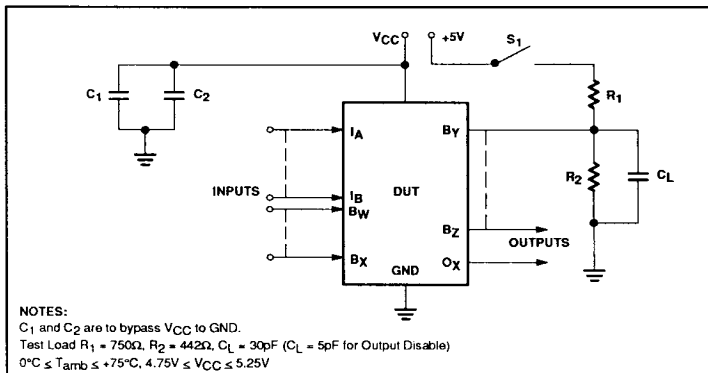 VCC +5V S1
C1 C2 R1
IA BY
INPUTS IB DUT R2 CL
BW
BZ OUTPUTS
BX GND OX
NOTES:
C1 and C2 are to bypass VCC to GND.
Test Load R1 = 750Ω, R2 = 442Ω, CL = 30pF (CL = 5pF for Output Disable)
0°C ≤ Tamb ≤ +75°C, 4.75V ≤ VCC ≤ 5.25V